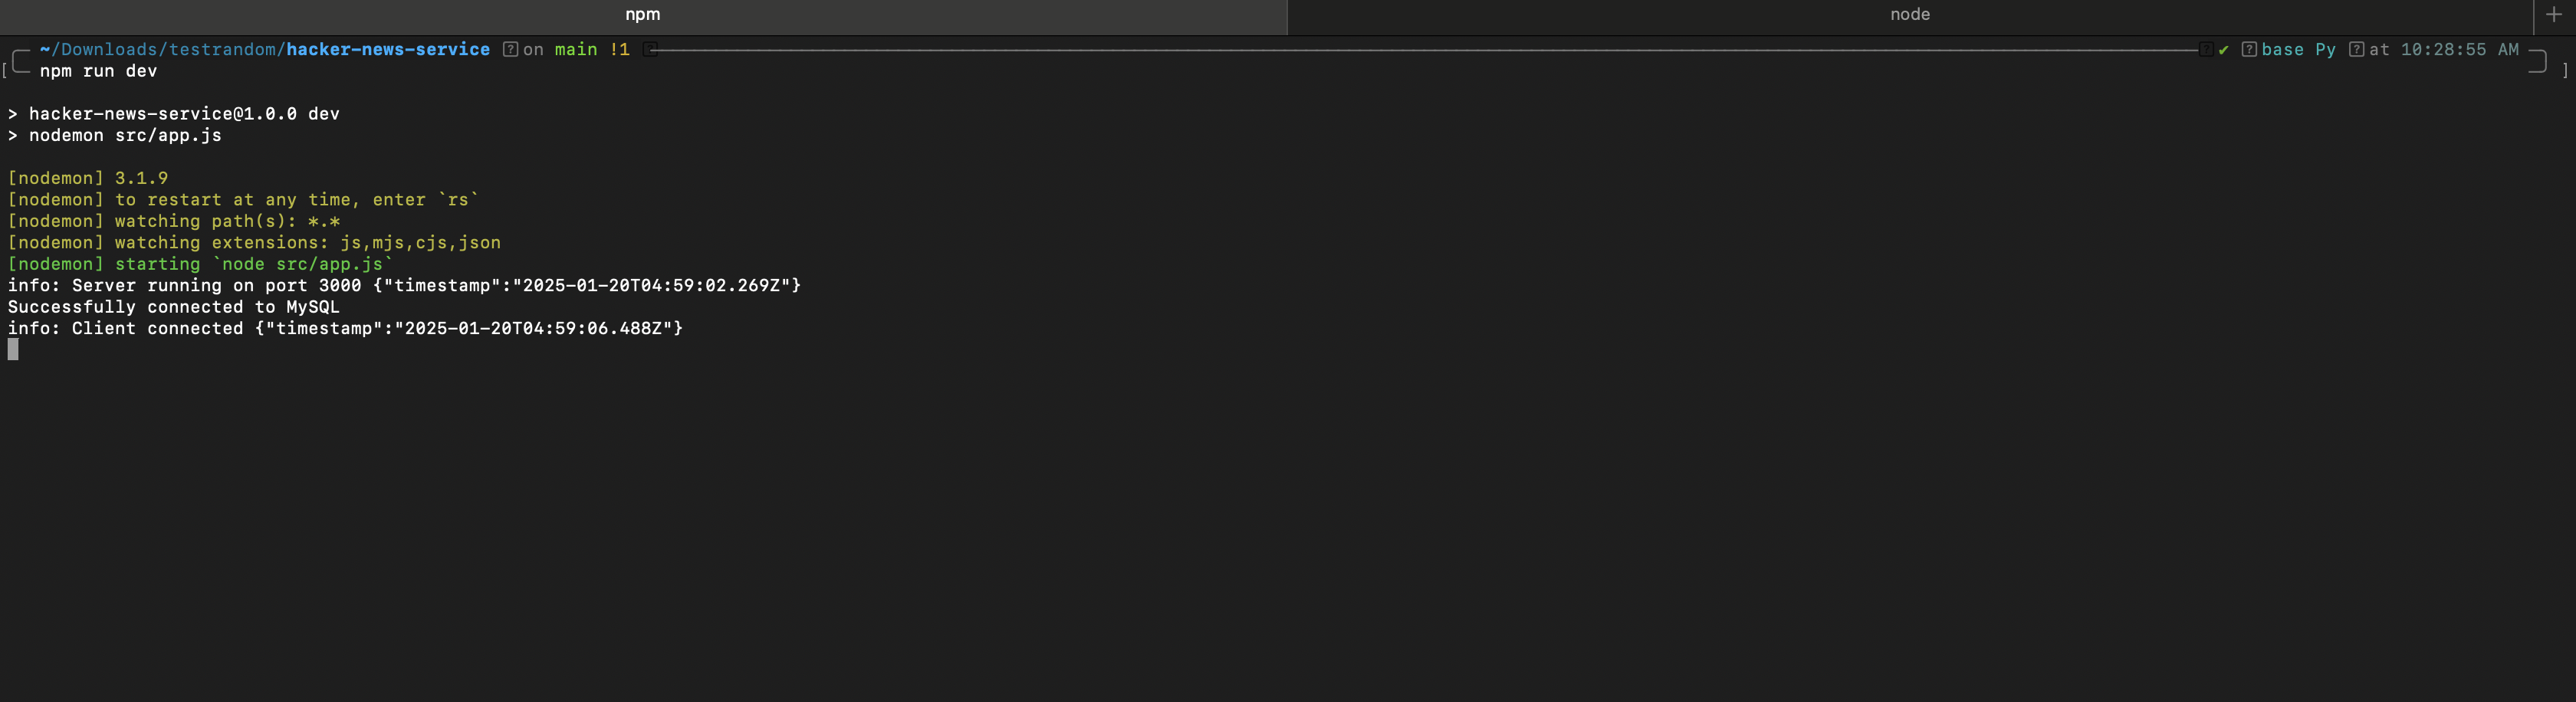 npm
node
~/Downloads/testrandom/hacker-news-service on main !1 ✔ base Py at 10:28:55 AM
[ npm run dev ]
> hacker-news-service@1.0.0 dev
> nodemon src/app.js
[nodemon] 3.1.9
[nodemon] to restart at any time, enter `rs`
[nodemon] watching path(s): *.*
[nodemon] watching extensions: js,mjs,cjs,json
[nodemon] starting `node src/app.js`
info: Server running on port 3000 {"timestamp":"2025-01-20T04:59:02.269Z"}
Successfully connected to MySQL
info: Client connected {"timestamp":"2025-01-20T04:59:06.488Z"}